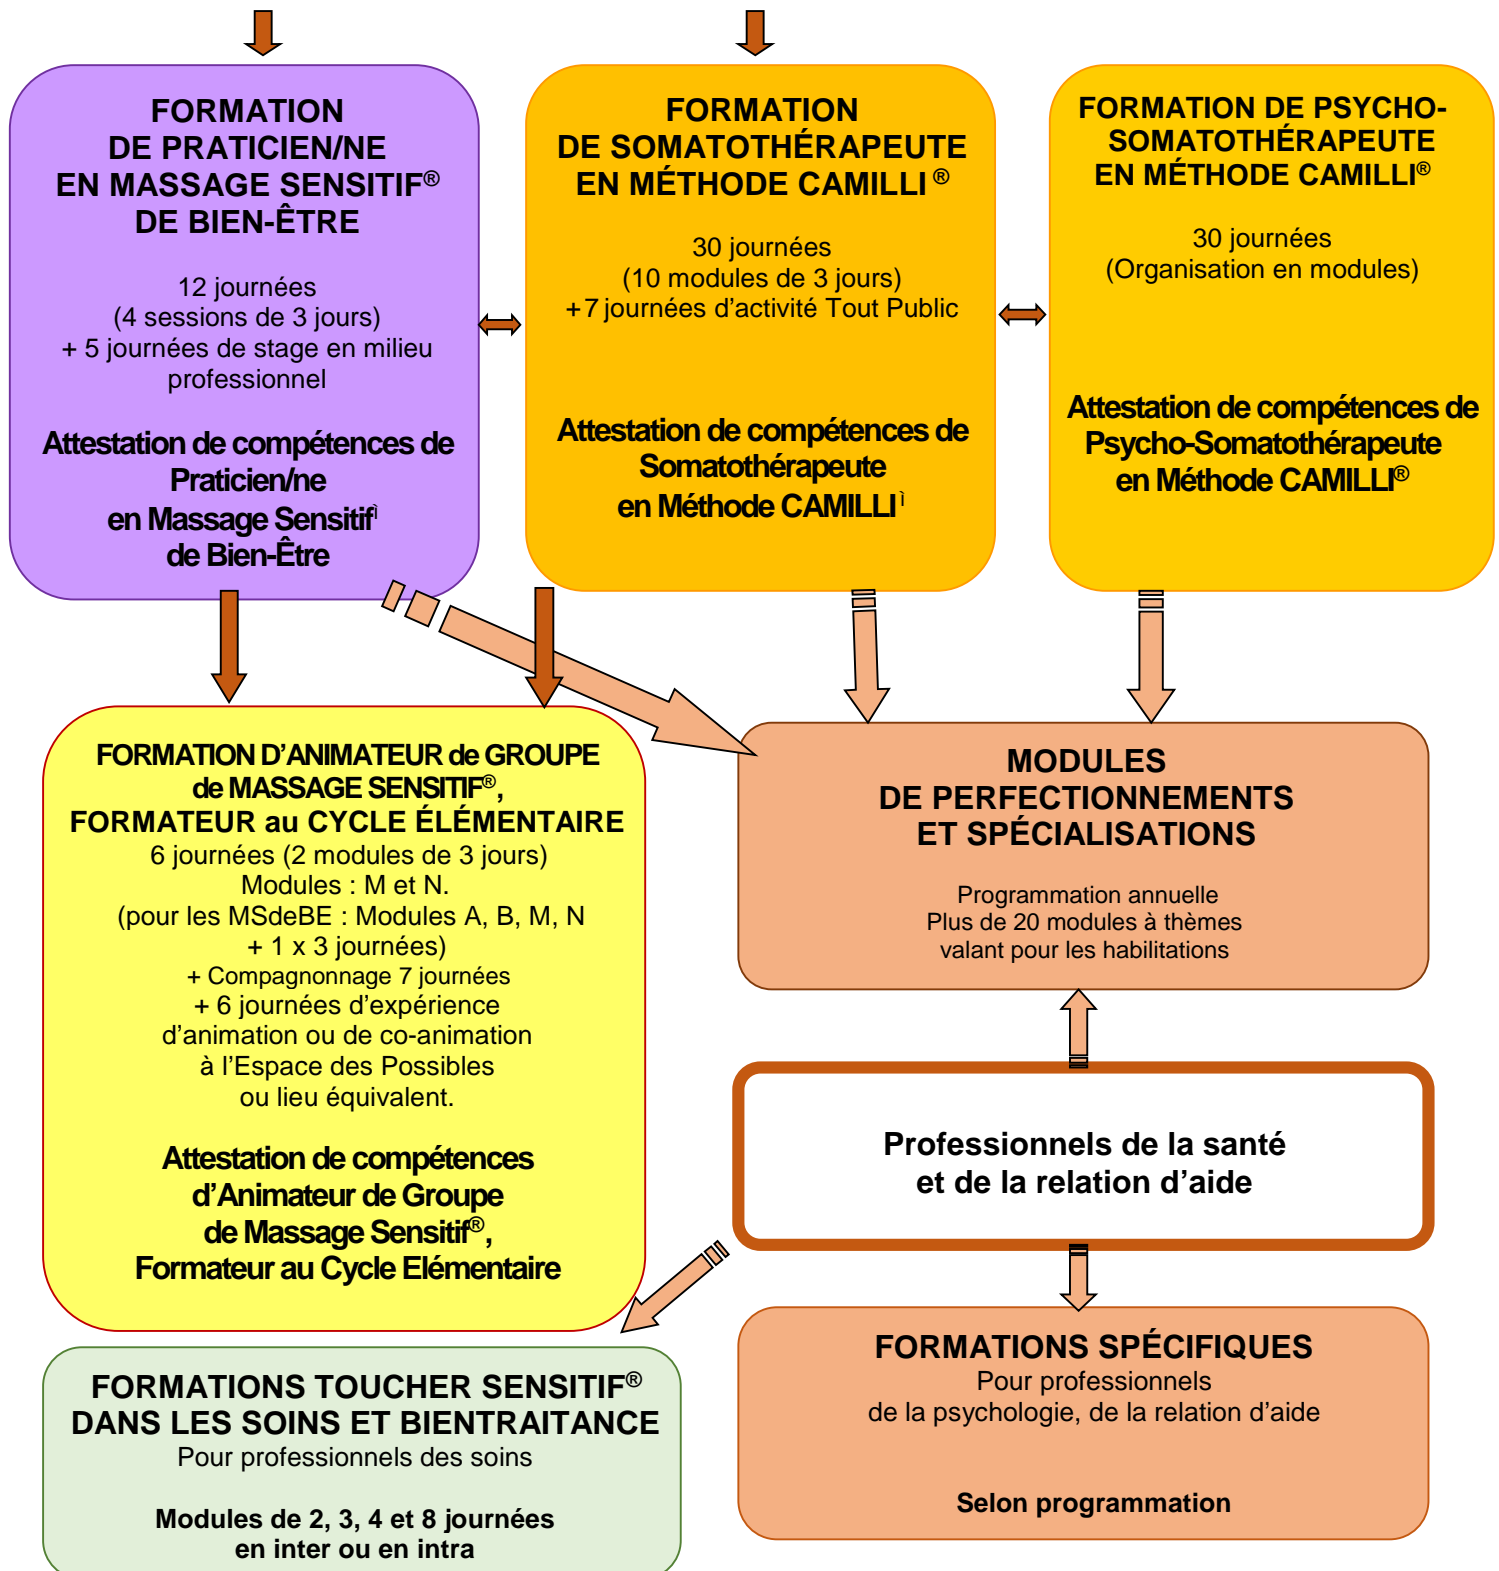 FORMATION
DE PRATICIEN/NE
EN MASSAGE SENSITIF®
DE BIEN-ÊTRE
12 journées
(4 sessions de 3 jours)
+ 5 journées de stage en milieu
professionnel
Attestation de compétences de
Praticien/ne
en Massage Sensitifì
de Bien-Être
FORMATION
DE SOMATOTHÉRAPEUTE
EN MÉTHODE CAMILLI ®
30 journées
(10 modules de 3 jours)
+7 journées d’activité Tout Public
Attestation de compétences de
Somatothérapeute
en Méthode CAMILLI ì
FORMATION DE PSYCHO-
SOMATOTHÉRAPEUTE
EN MÉTHODE CAMILLI®
30 journées
(Organisation en modules)
Attestation de compétences de
Psycho-Somatothérapeute
en Méthode CAMILLI®
FORMATION D’ANIMATEUR de GROUPE
de MASSAGE SENSITIF®,
FORMATEUR au CYCLE ÉLÉMENTAIRE
6 journées (2 modules de 3 jours)
Modules : M et N.
(pour les MSdeBE : Modules A, B, M, N
+ 1 x 3 journées)
+ Compagnonnage 7 journées
+ 6 journées d’expérience
d’animation ou de co-animation
à l’Espace des Possibles
ou lieu équivalent.
Attestation de compétences
d’Animateur de Groupe
de Massage Sensitif®,
Formateur au Cycle Elémentaire
MODULES
DE PERFECTIONNEMENTS
ET SPÉCIALISATIONS
Programmation annuelle
Plus de 20 modules à thèmes
valant pour les habilitations
Professionnels de la santé
et de la relation d’aide
FORMATIONS TOUCHER SENSITIF®
DANS LES SOINS ET BIENTRAITANCE
Pour professionnels des soins
Modules de 2, 3, 4 et 8 journées
en inter ou en intra
FORMATIONS SPÉCIFIQUES
Pour professionnels
de la psychologie, de la relation d’aide
Selon programmation